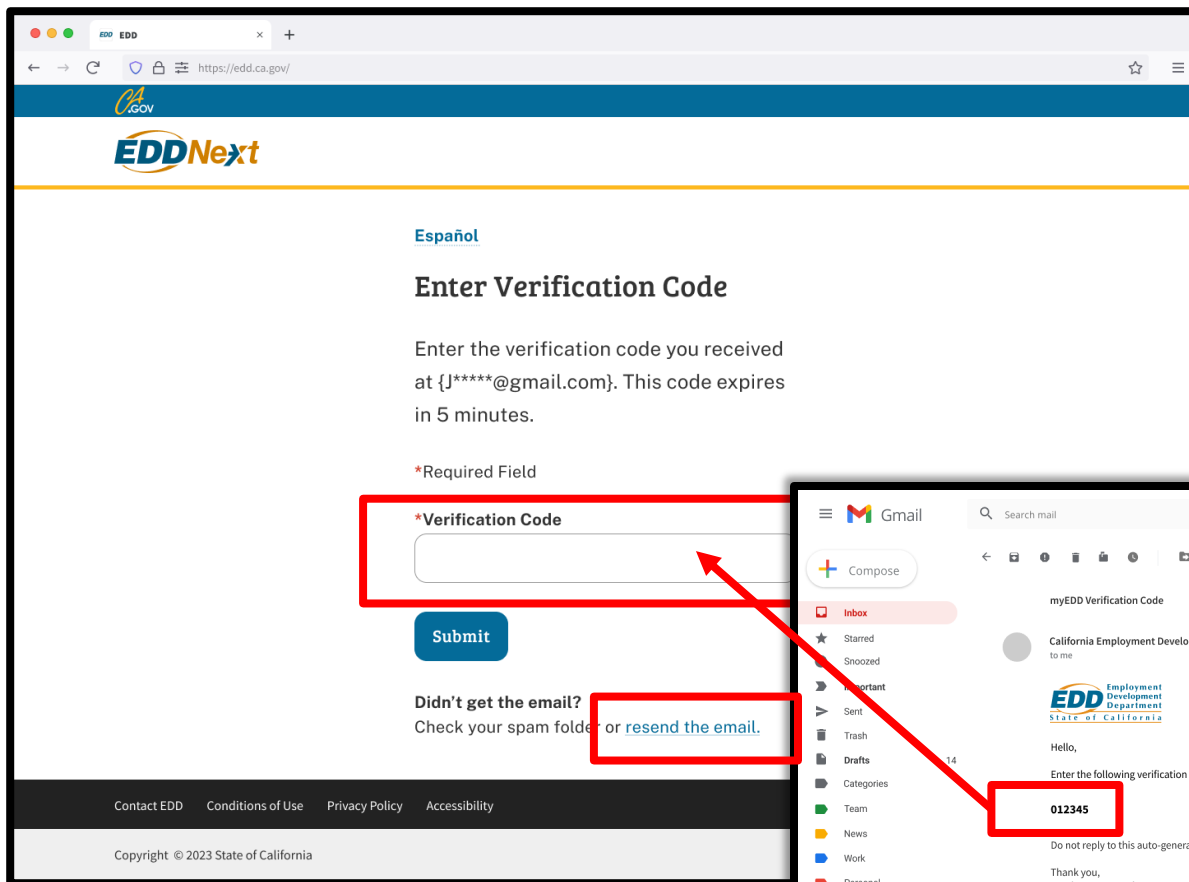 EDD EDD
https://edd.ca.gov/
CA.GOV
EDDNext
Español
Enter Verification Code
Enter the verification code you received
at {J*****@gmail.com}. This code expires
in 5 minutes.
*Required Field
*Verification Code
Submit
Didn’t get the email?
Check your spam folder or resend the email.
Contact EDD Conditions of Use Privacy Policy Accessibility
Copyright © 2023 State of California
Gmail
Search mail
Compose
Inbox
Starred
Snoozed
Important
Sent
Trash
Drafts 14
Categories
Team
News
Work
Personal
myEDD Verification Code
California Employment Develo
to me
EDD
Employment
Development
Department
State of California
Hello,
Enter the following verification
012345
Do not reply to this auto-genera
Thank you,